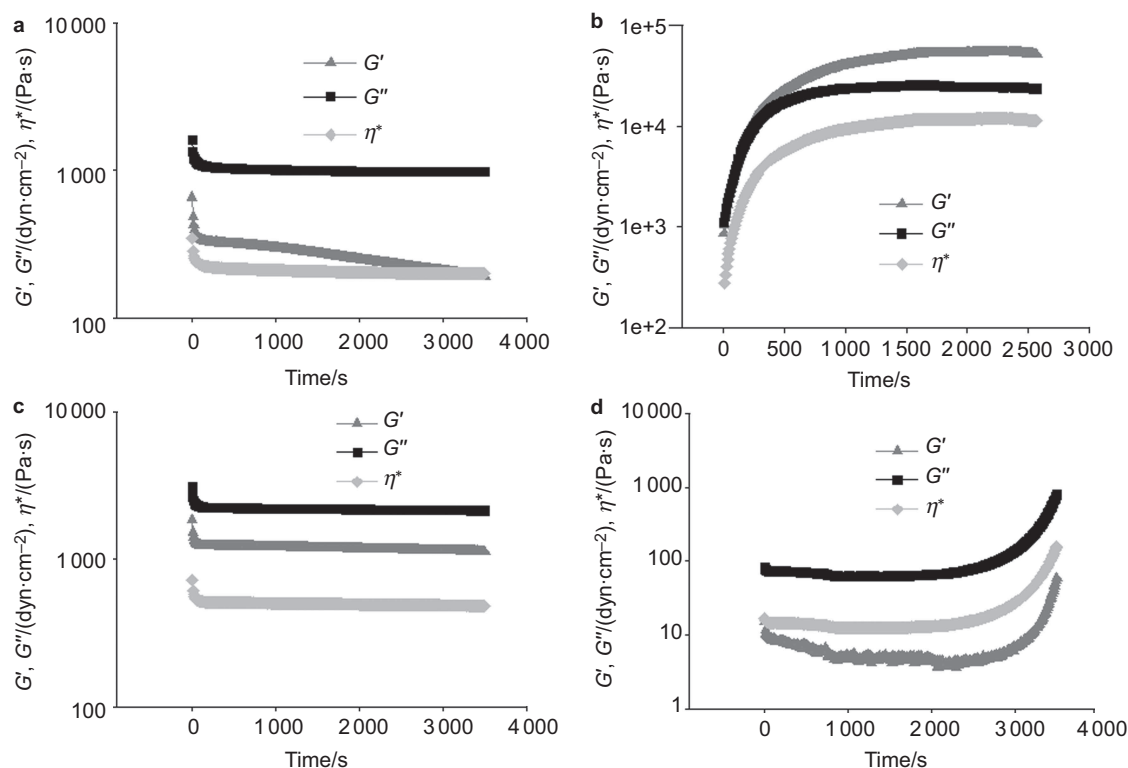 a
10 000
1 000
100
G′, G″/(dyn·cm⁻²), η*/(Pa·s)
G′
G″
η*
0 1 000 2 000 3 000 4 000
Time/s
b
1e+5
1e+4
1e+3
1e+2
G′, G″/(dyn·cm⁻²), η*/(Pa·s)
G′
G″
η*
0 500 1 000 1 500 2 000 2 500 3 000
Time/s
c
10 000
1 000
100
G′, G″/(dyn·cm⁻²), η*/(Pa·s)
G′
G″
η*
0 1 000 2 000 3 000 4 000
Time/s
d
10 000
1 000
100
10
1
G′, G″/(dyn·cm⁻²), η*/(Pa·s)
G′
G″
η*
0 1 000 2 000 3 000 4 000
Time/s